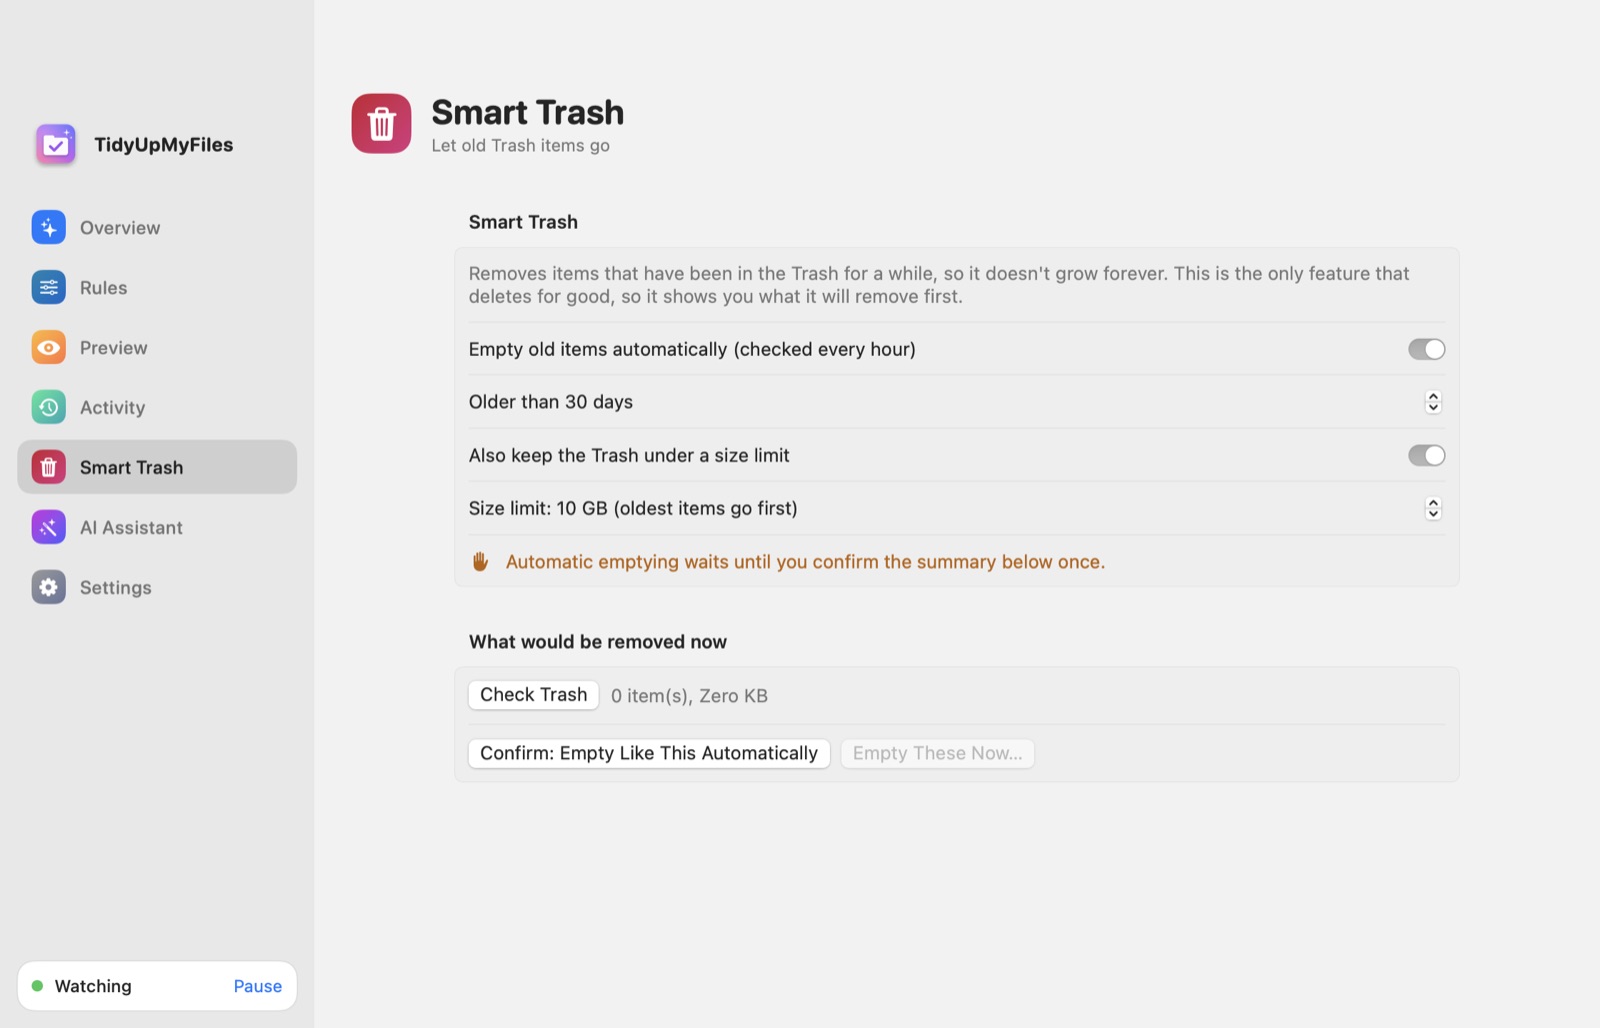 TidyUpMyFiles
Overview
Rules
Preview
Activity
Smart Trash
AI Assistant
Settings
Watching
Pause
Smart Trash
Let old Trash items go
Smart Trash
Removes items that have been in the Trash for a while, so it doesn't grow forever. This is the only feature that
deletes for good, so it shows you what it will remove first.
Empty old items automatically (checked every hour)
Older than 30 days
Also keep the Trash under a size limit
Size limit: 10 GB (oldest items go first)
Automatic emptying waits until you confirm the summary below once.
What would be removed now
Check Trash 0 item(s), Zero KB
Confirm: Empty Like This Automatically Empty These Now...